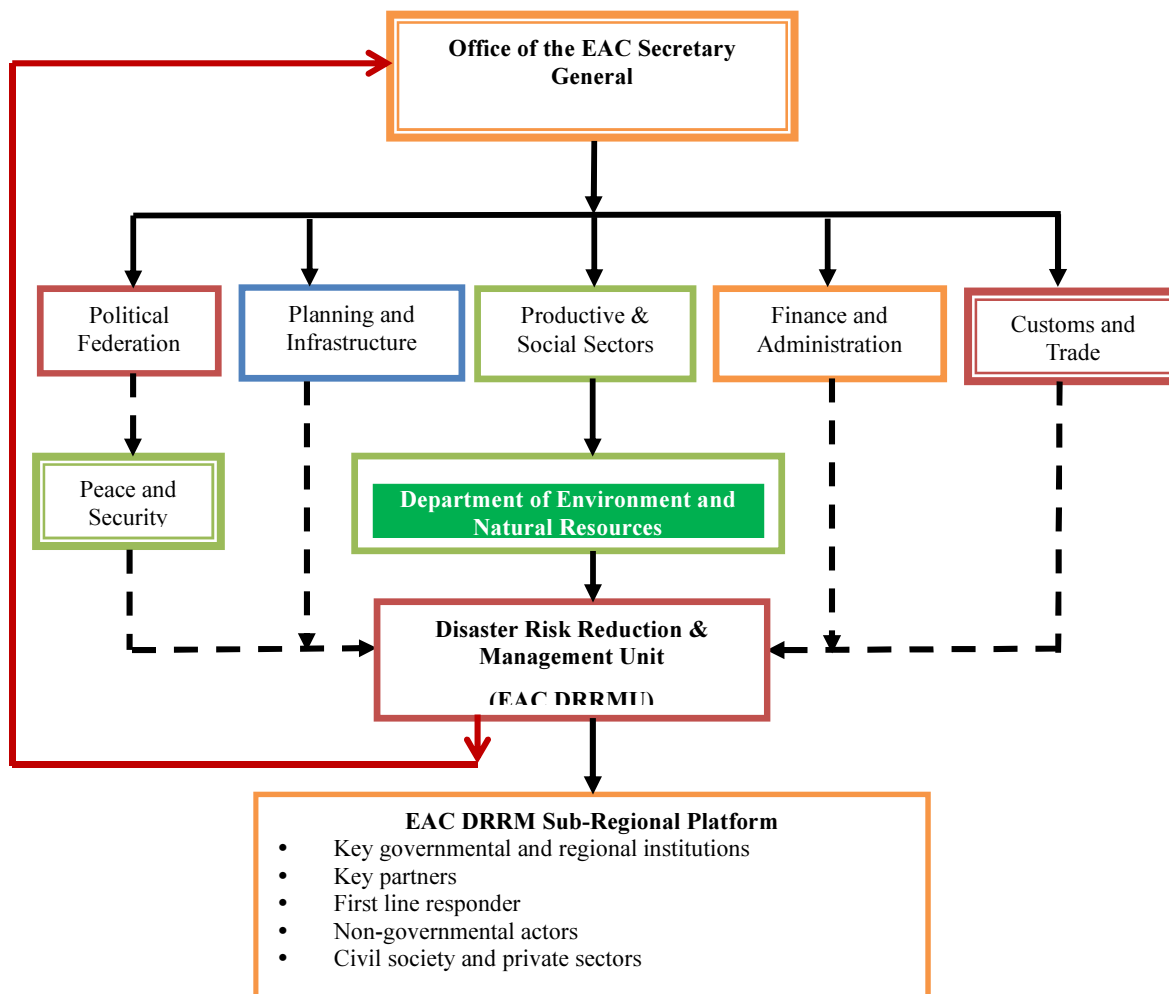 Office of the EAC Secretary
General
Political
Federation
Planning and
Infrastructure
Productive &
Social Sectors
Finance and
Administration
Customs and
Trade
Peace and
Security
Department of Environment and
Natural Resources
Disaster Risk Reduction &
Management Unit
(EAC DRRMU)
EAC DRRM Sub-Regional Platform
• Key governmental and regional institutions
• Key partners
• First line responder
• Non-governmental actors
• Civil society and private sectors